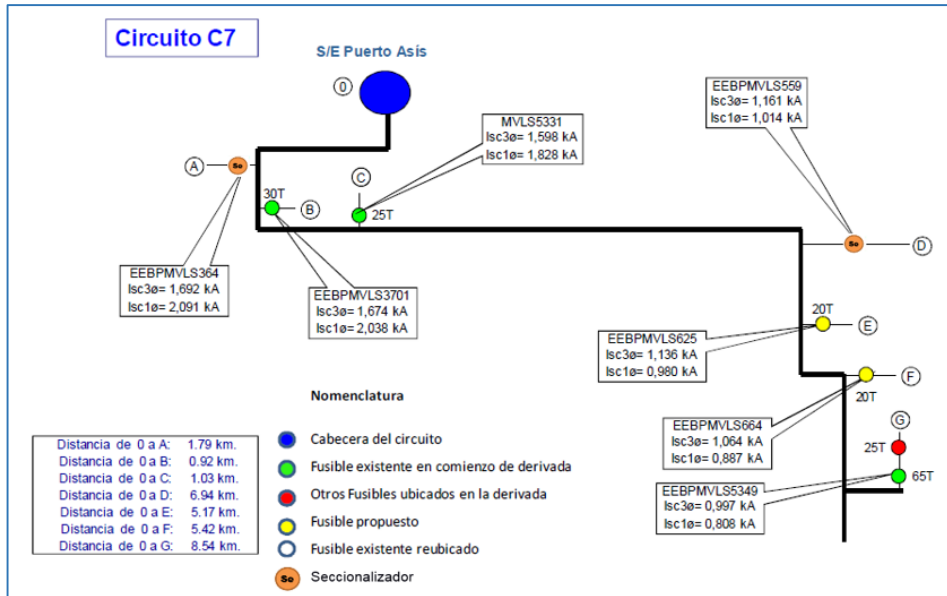 Circuito C7
S/E Puerto Asis
0
EEBPMVLS559
Isc3ø= 1,161 kA
Isc1ø= 1,014 kA
MVLS5331
Isc3ø= 1,598 kA
Isc1ø= 1,828 kA
A
So
C
30T
B
25T
So
D
EEBPMVLS364
Isc3ø= 1,692 kA
Isc1ø= 2,091 kA
EEBPMVLS3701
Isc3ø= 1,674 kA
Isc1ø= 2,038 kA
20T
E
EEBPMVLS625
Isc3ø= 1,136 kA
Isc1ø= 0,980 kA
F
20T
EEBPMVLS664
Isc3ø= 1,064 kA
Isc1ø= 0,887 kA
G
25T
65T
EEBPMVLS5349
Isc3ø= 0,997 kA
Isc1ø= 0,808 kA
Nomenclatura
Cabecera del circuito
Fusible existente en comienzo de derivada
Otros Fusibles ubicados en la derivada
Fusible propuesto
Fusible existente reubicado
So Seccionalizador
Distancia de 0 a A: 1.79 km.
Distancia de 0 a B: 0.92 km.
Distancia de 0 a C: 1.03 km.
Distancia de 0 a D: 6.94 km.
Distancia de 0 a E: 5.17 km.
Distancia de 0 a F: 5.42 km.
Distancia de 0 a G: 8.54 km.